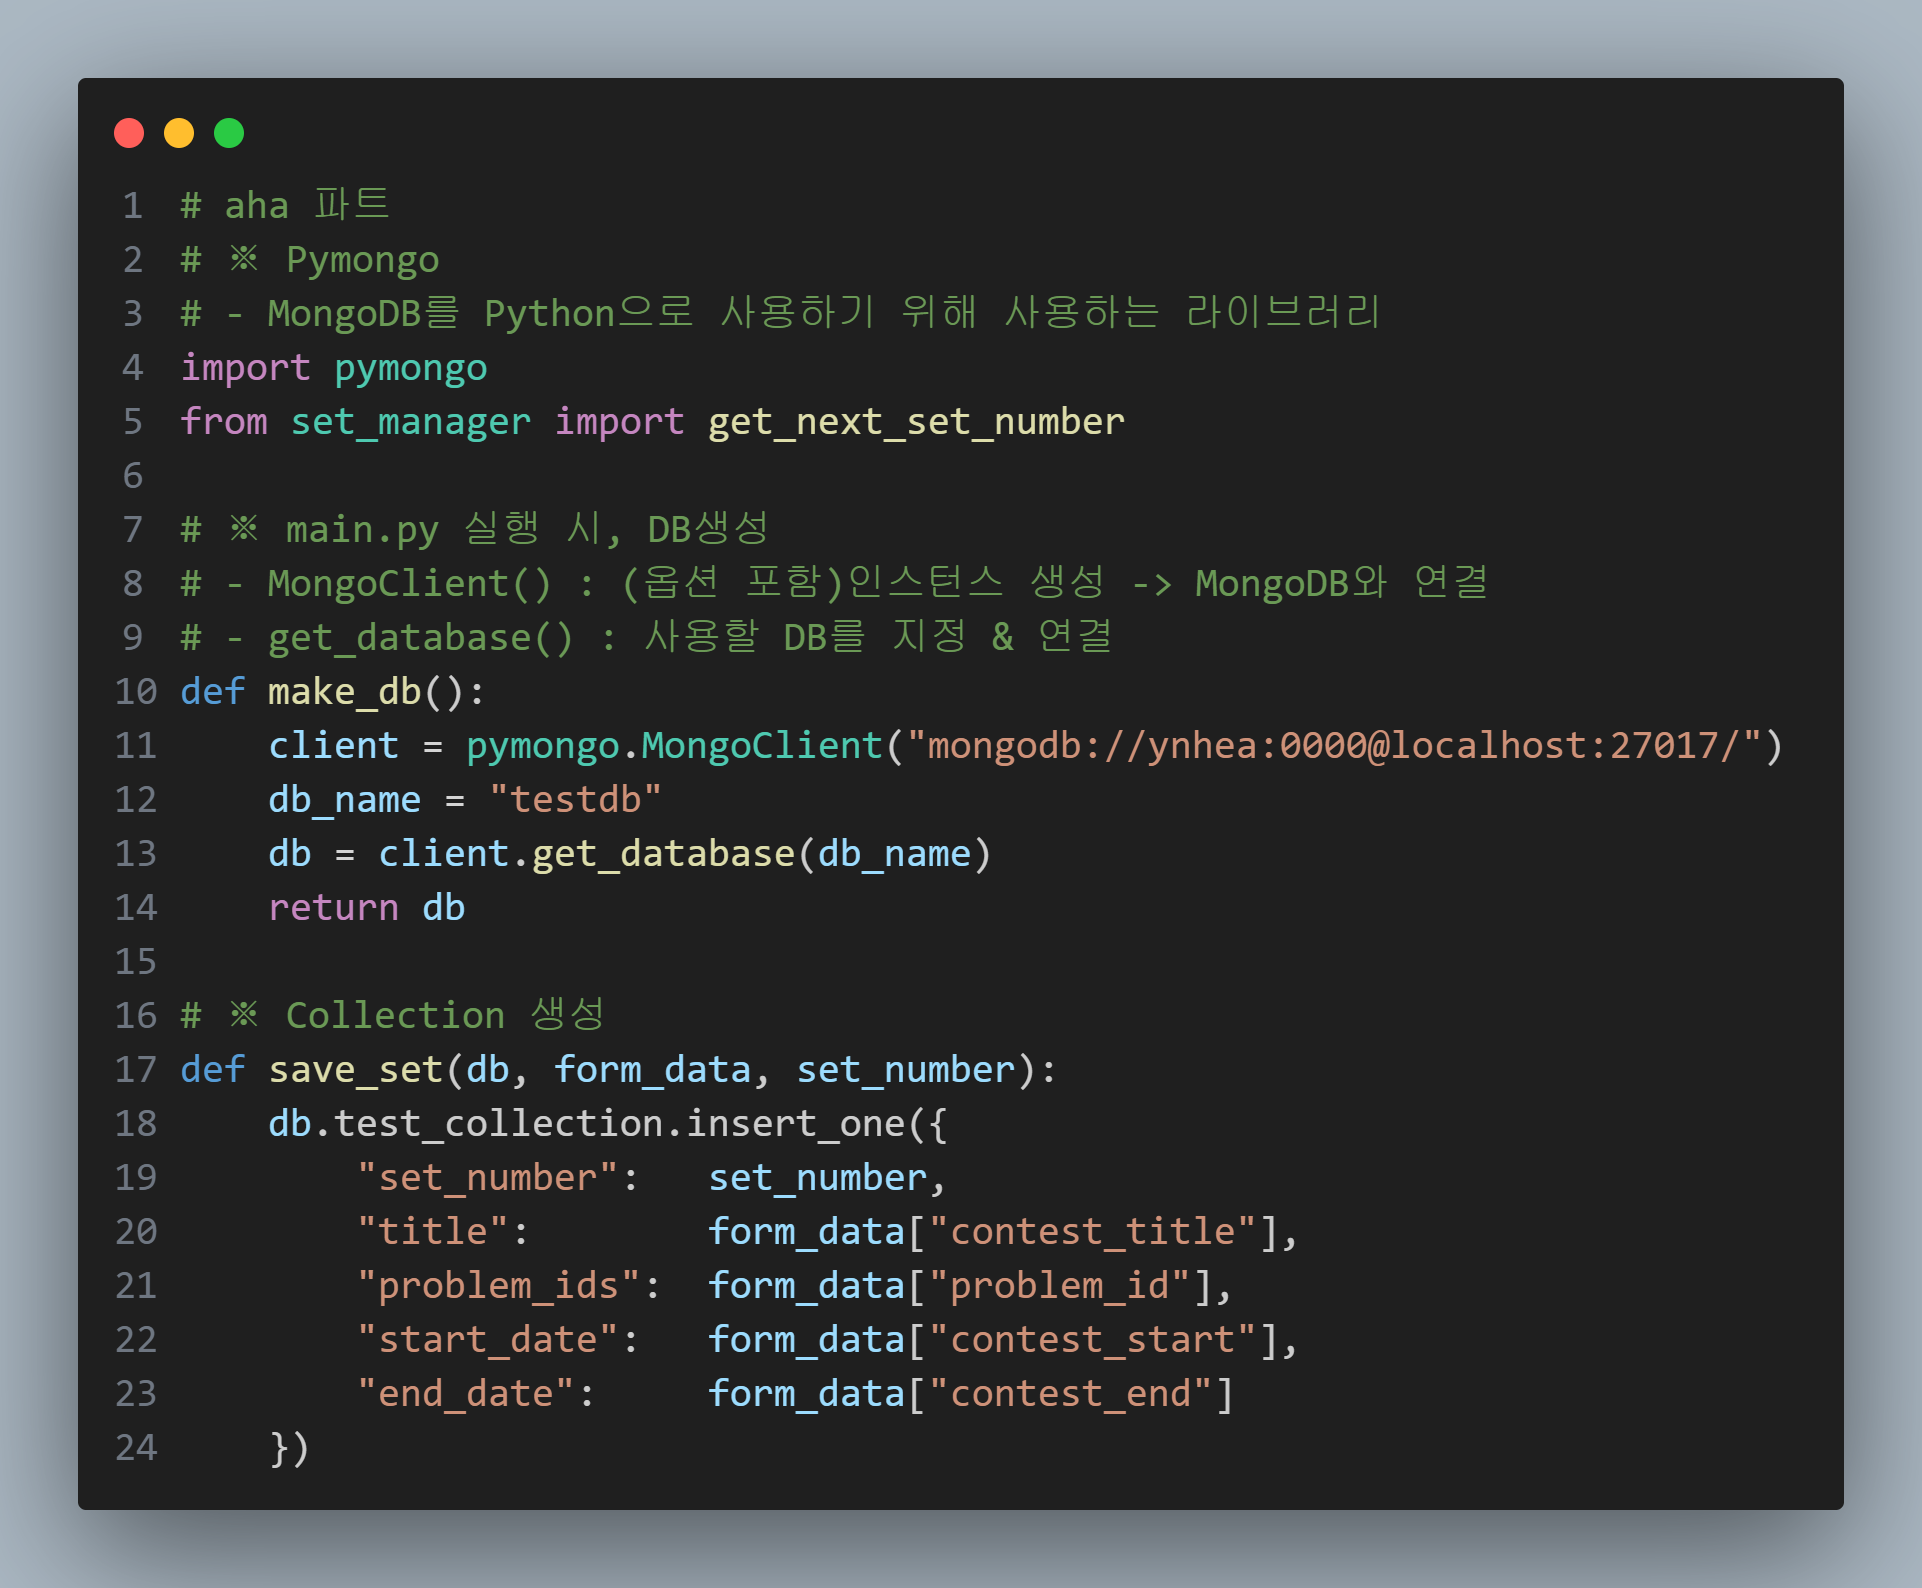 1 # aha 파트
2 # ※ Pymongo
3 # - MongoDB를 Python으로 사용하기 위해 사용하는 라이브러리
4 import pymongo
5 from set_manager import get_next_set_number
6
7 # ※ main.py 실행 시, DB생성
8 # - MongoClient() : (옵션 포함)인스턴스 생성 -> MongoDB와 연결
9 # - get_database() : 사용할 DB를 지정 & 연결
10 def make_db():
11     client = pymongo.MongoClient("mongodb://ynhea:0000@localhost:27017/")
12     db_name = "testdb"
13     db = client.get_database(db_name)
14     return db
15
16 # ※ Collection 생성
17 def save_set(db, form_data, set_number):
18     db.test_collection.insert_one({
19         "set_number":   set_number,
20         "title":        form_data["contest_title"],
21         "problem_ids":  form_data["problem_id"],
22         "start_date":   form_data["contest_start"],
23         "end_date":     form_data["contest_end"]
24     })